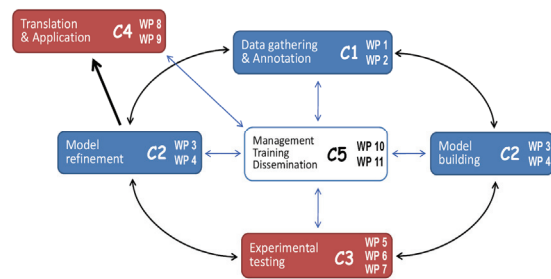 Translation
& Application
C4
WP 8
WP 9
Data gathering
& Annotation
C1
WP 1
WP 2
Model
refinement
C2
WP 3
WP 4
Management
Training
Dissemination
C5
WP 10
WP 11
Model
building
C2
WP 3
WP 4
Experimental
testing
C3
WP 5
WP 6
WP 7